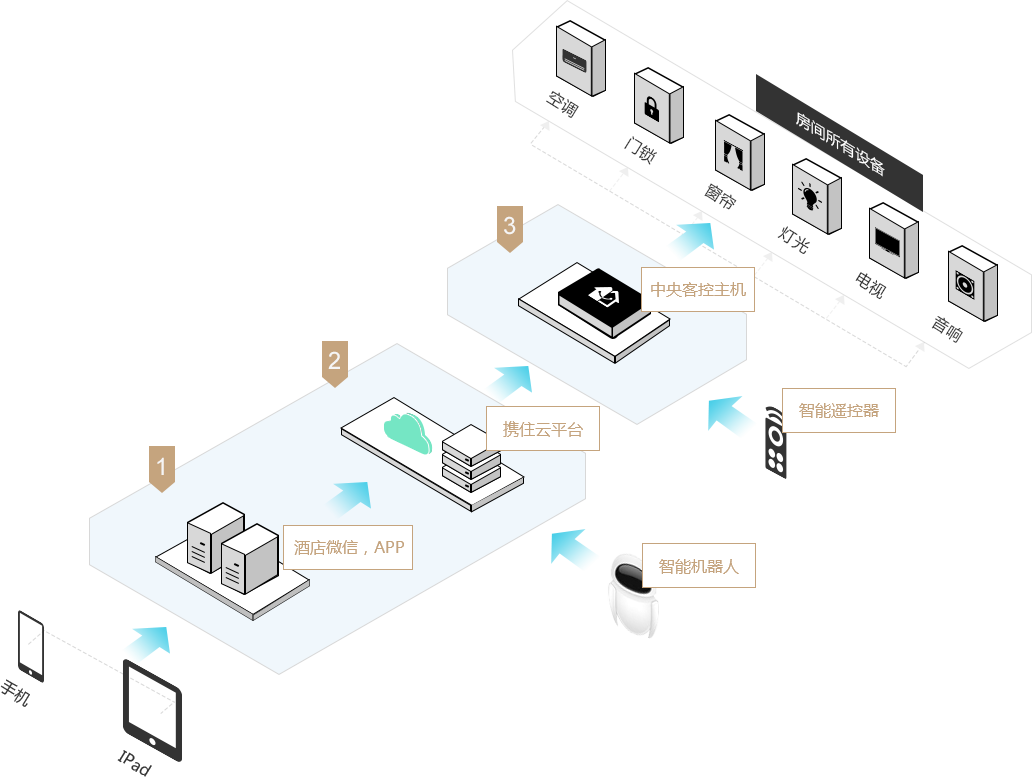 空调
门锁
窗帘
灯光
电视
音响
房间所有设备
3
中央客控主机
2
携住云平台
智能遥控器
1
酒店微信，APP
智能机器人
手机
IPad